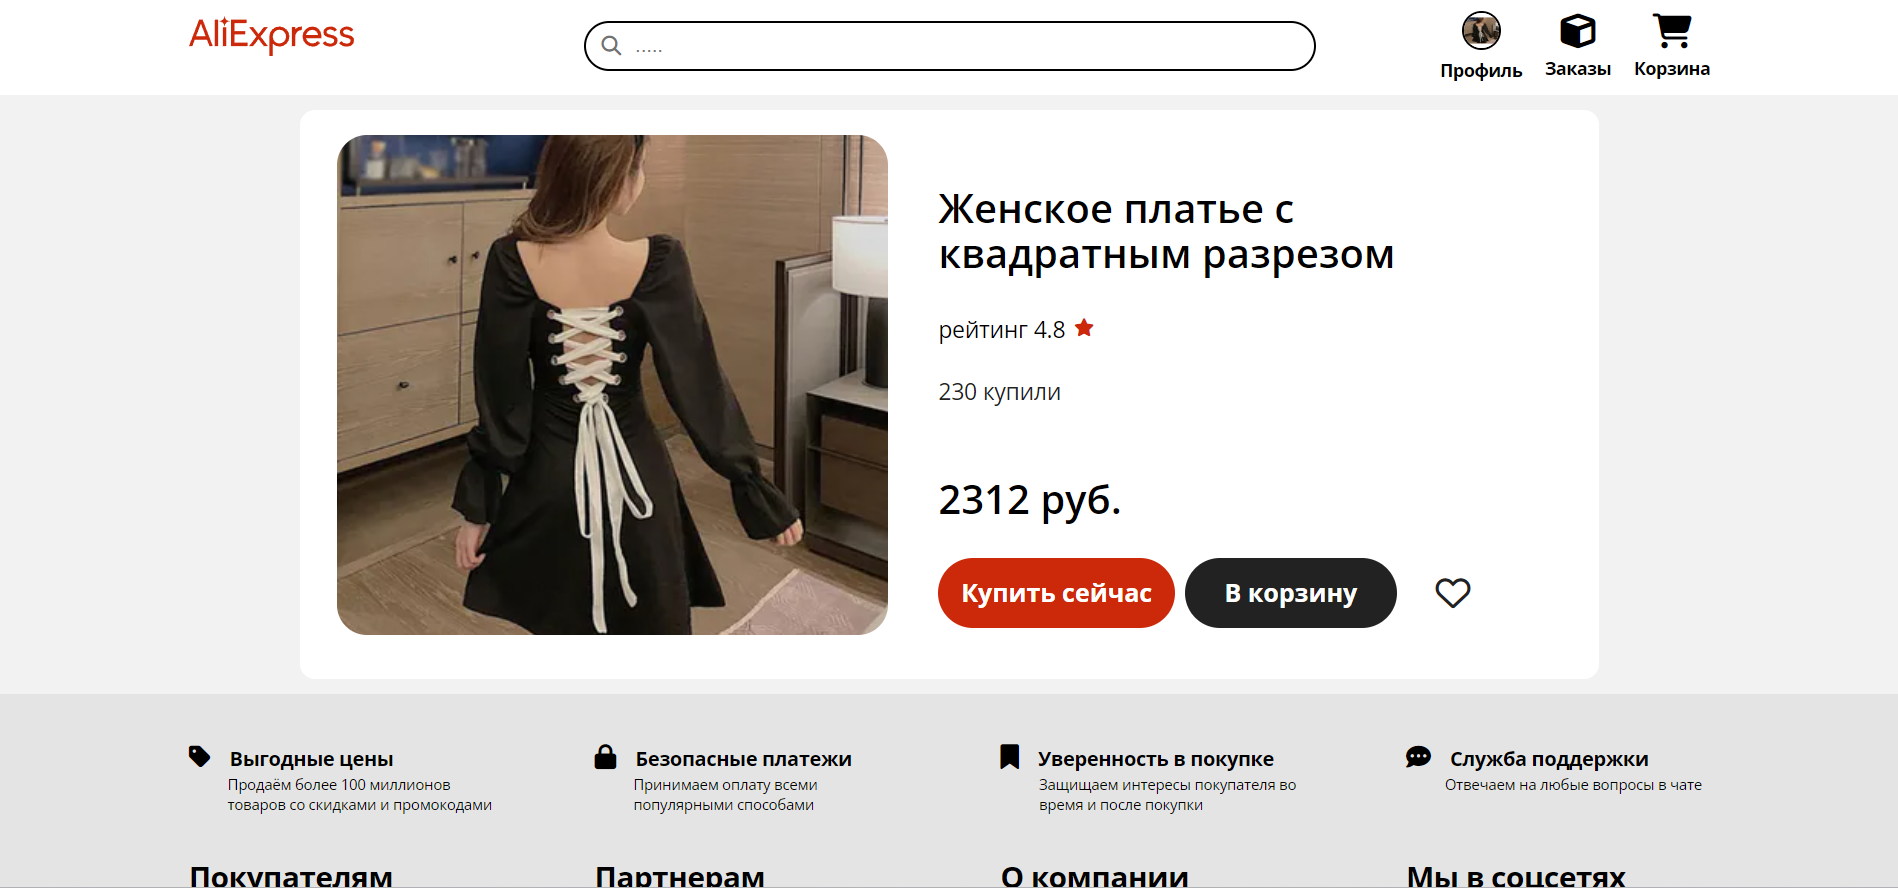 AliExpress
.....
Профиль
Заказы
Корзина
Женское платье с
квадратным разрезом
рейтинг 4.8
230 купили
2312 руб.
Купить сейчас
В корзину
Выгодные цены
Продаём более 100 миллионов
товаров со скидками и промокодами
Безопасные платежи
Принимаем оплату всеми
популярными способами
Уверенность в покупке
Защищаем интересы покупателя во
время и после покупки
Служба поддержки
Отвечаем на любые вопросы в чате
Покупателям
Партнерам
О компании
Мы в соцсетях